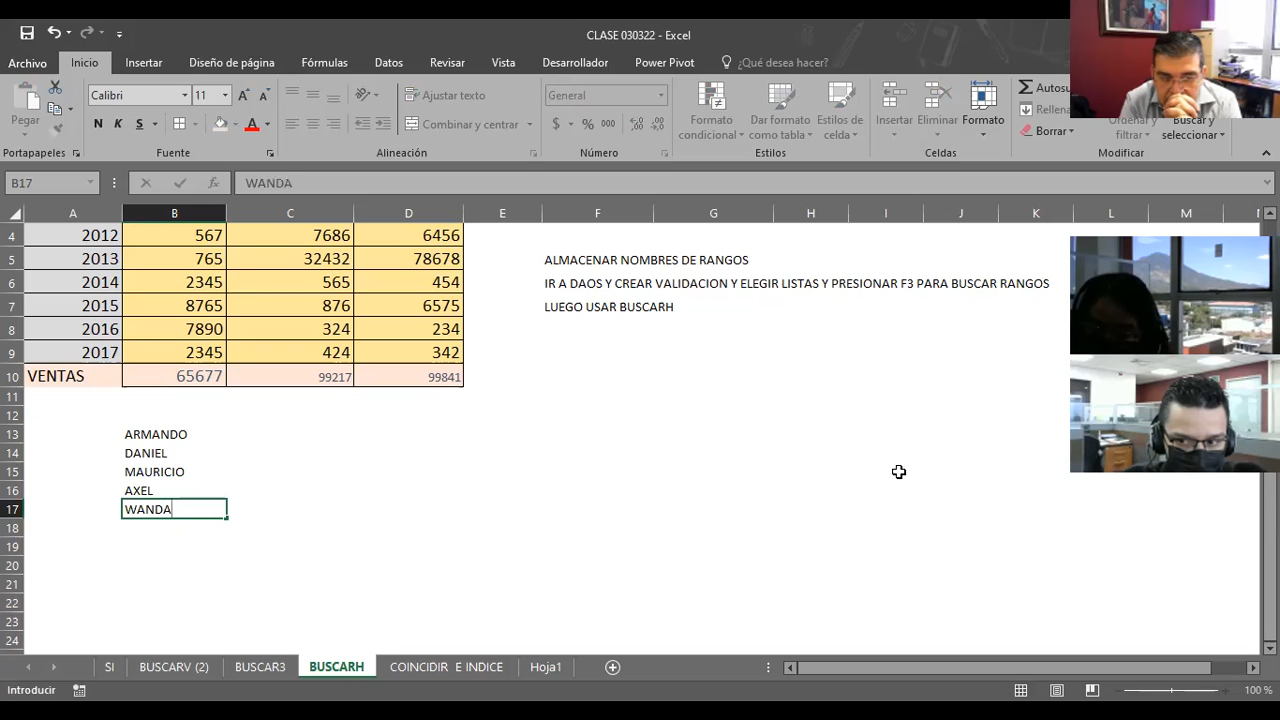 CLASE 030322 - Excel
Archivo Inicio Insertar Diseño de página Fórmulas Datos Revisar Vista Desarrollador Power Pivot ¿Qué desea hacer?
Pegar
Calibri 11
N K S
Ajustar texto
Combinar y centrar
General
$ % 000
Formato condicional
Dar formato como tabla
Estilos de celda
Insertar Eliminar Formato
Autosu
Rellena
Borrar
Ordenar y filtrar
Buscar y seleccionar
Portapapeles Fuente Alineación Número Estilos Celdas Modificar
B17 fx WANDA
A B C D E F G H I J K L M
4 2012 567 7686 6456
5 2013 765 32432 78678 ALMACENAR NOMBRES DE RANGOS
6 2014 2345 565 454 IR A DAOS Y CREAR VALIDACION Y ELEGIR LISTAS Y PRESIONAR F3 PARA BUSCAR RANGOS
7 2015 8765 876 6575 LUEGO USAR BUSCARH
8 2016 7890 324 234
9 2017 2345 424 342
10 VENTAS 65677 99217 99841
11
12
13 ARMANDO
14 DANIEL
15 MAURICIO
16 AXEL
17 WANDA
18
19
20
21
22
23
24
SI BUSCARV (2) BUSCAR3 BUSCARH COINCIDIR E INDICE Hoja1
Introducir 100 %